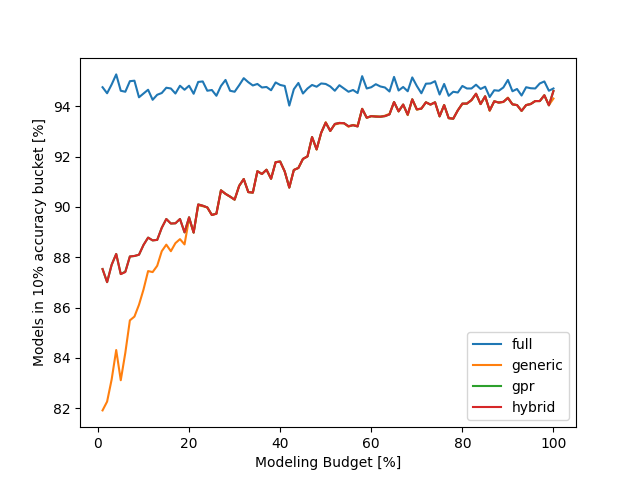 Models in 10% accuracy bucket [%]
94
92
90
88
86
84
82
0
20
40
60
80
100
Modeling Budget [%]
full
generic
gpr
hybrid